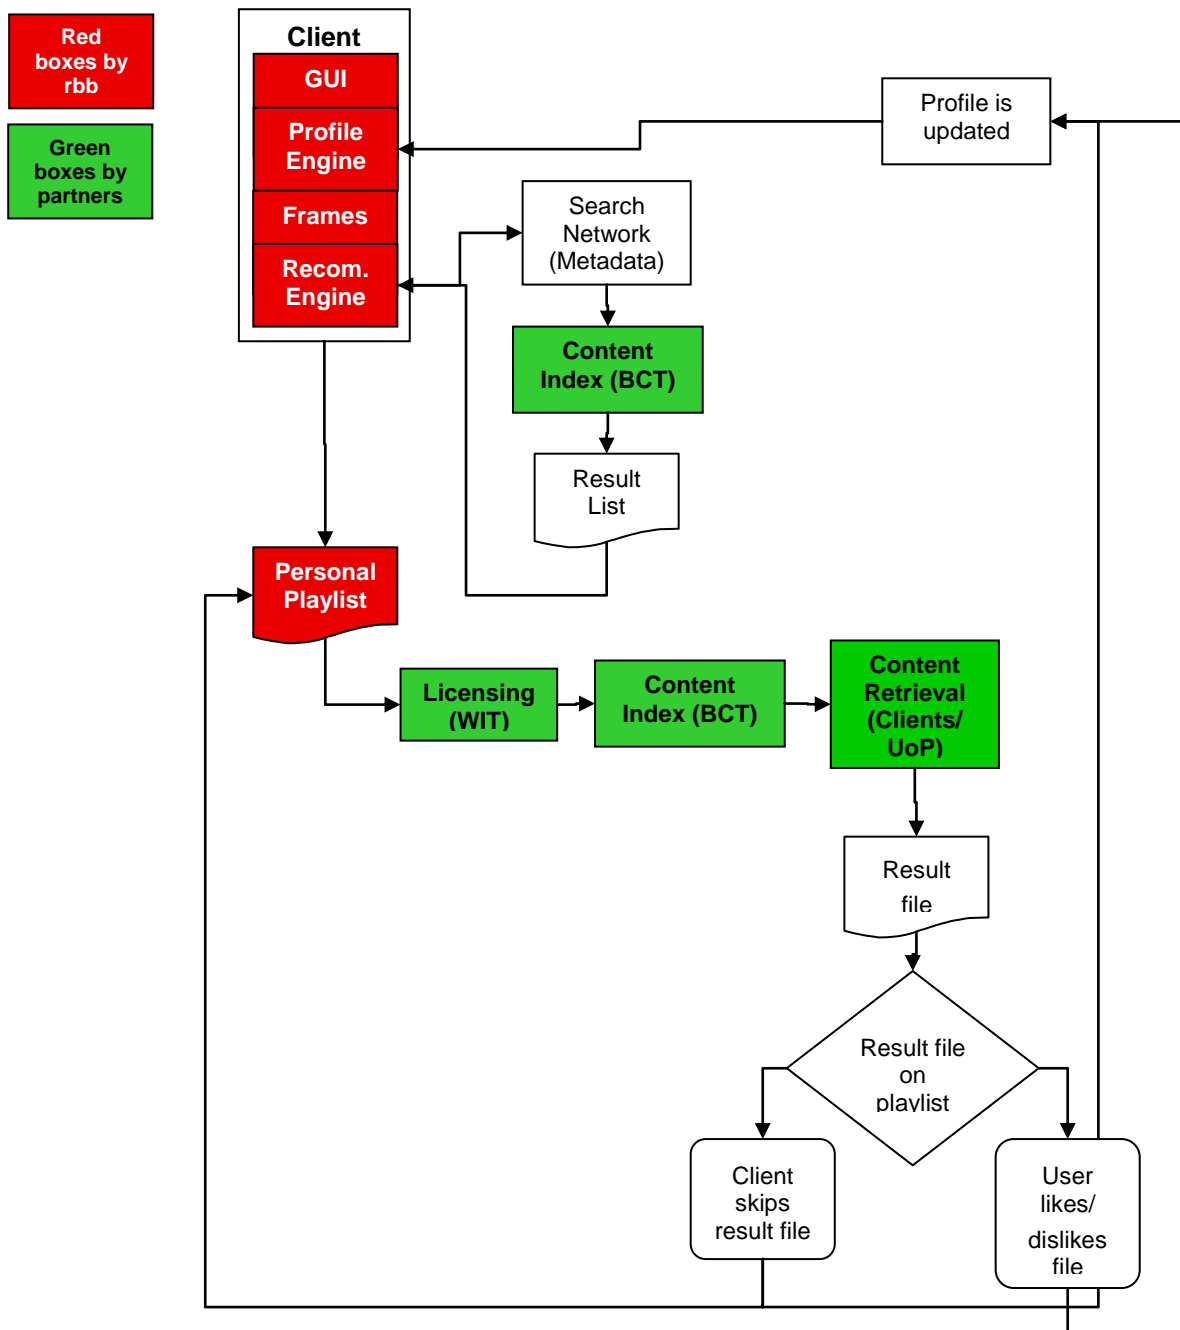 Red
boxes by
rbb
Green
boxes by
partners
Client
GUI
Profile
Engine
Frames
Recom.
Engine
Profile is
updated
Search
Network
(Metadata)
Content
Index (BCT)
Result
List
Personal
Playlist
Licensing
(WIT)
Content
Index (BCT)
Content
Retrieval
(Clients/
UoP)
Result
file
Result file
on
playlist
Client
skips
result file
User
likes/
dislikes
file